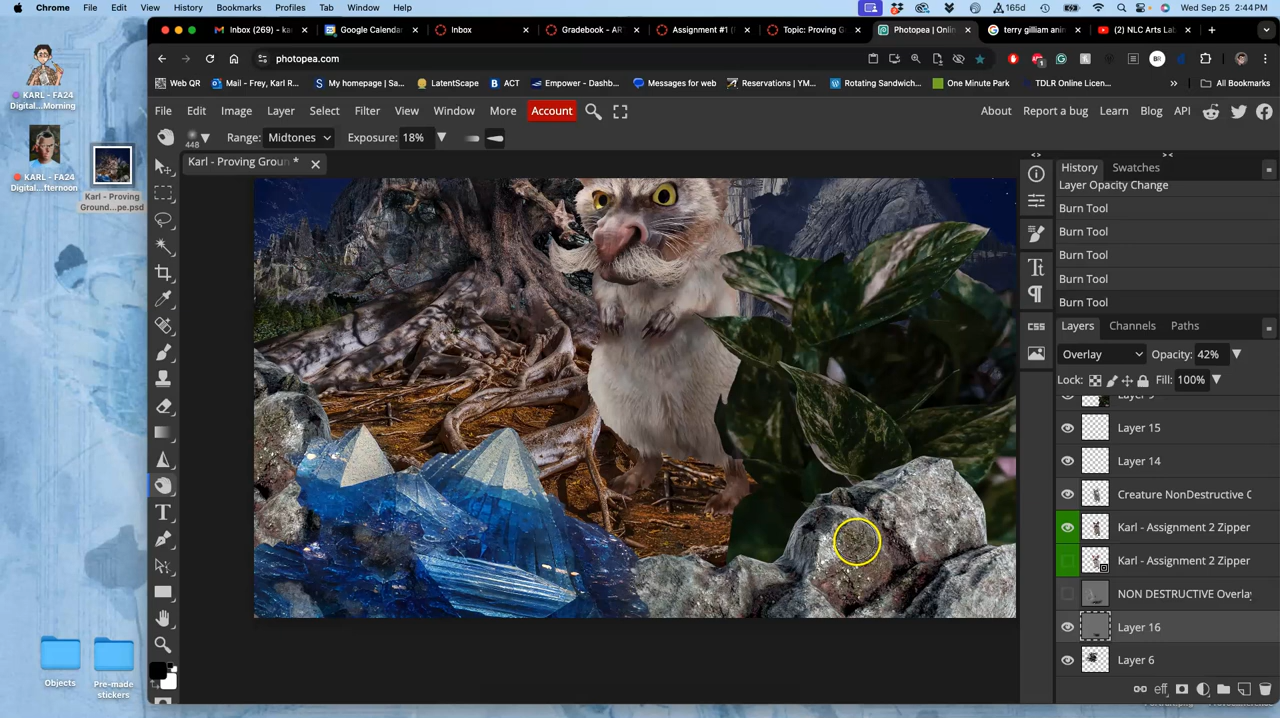 Chrome File Edit View History Bookmarks Profiles Tab Window Help 165d Wed Sep 25 2:44PM
Inbox (269) - ka Google Calenda Inbox Gradebook - AR Assignment #1 ( Topic: Proving G Photopea | Onlin terry gilliam anim (2) NLC Arts Lab
photopea.com
Web QR Mail - Frey, Karl R... My homepage | Sa... LatentScape ACT Empower - Dashb... Messages for web Reservations | YM... Rotating Sandwich... One Minute Park TDLR Online Licen... All Bookmarks
File Edit Image Layer Select Filter View Window More Account About Report a bug Learn Blog API
448 Range: Midtones Exposure: 18%
Karl - Proving Groun *
KARL - FA24
Digital...Morning
KARL - FA24
Digital...fternoon
Karl - Proving
Ground...pe.psd
Objects
Pre-made
stickers
History Swatches
Layer Opacity Change
Burn Tool
Burn Tool
Burn Tool
Burn Tool
Burn Tool
Layers Channels Paths
Overlay Opacity: 42%
Lock: Fill: 100%
Layer 15
Layer 14
Creature NonDestructive C
Karl - Assignment 2 Zipper
Karl - Assignment 2 Zipper
NON DESTRUCTIVE Overlay
Layer 16
Layer 6
eff
CSS